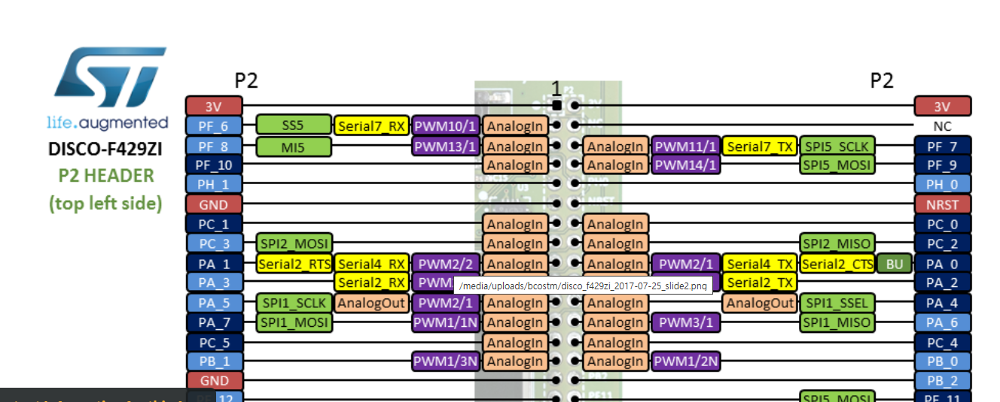 P2 P2
1
3V 3V
life.augmented
PF_6 SS5 Serial7_RX PWM10/1 AnalogIn NC
DISCO-F429ZI
PF_8 MI5 PWM13/1 AnalogIn AnalogIn PWM11/1 Serial7_TX SPI5_SCLK PF_7
PF_10 AnalogIn AnalogIn PWM14/1 SPI5_MOSI PF_9
P2 HEADER
PH_1 PH_0
(top left side)
GND NRST
PC_1 AnalogIn AnalogIn PC_0
PC_3 SPI2_MOSI AnalogIn AnalogIn SPI2_MISO PC_2
PA_1 Serial2_RTS Serial4_RX PWM2/2 AnalogIn AnalogIn PWM2/1 Serial4_TX Serial2_CTS BU PA_0
PA_3 Serial2_RX Serial2_TX PA_2
/media/uploads/bcostm/disco_f429zi_2017-07-25_slide2.png
PA_5 SPI1_SCLK AnalogOut PWM2/1 AnalogIn AnalogIn AnalogOut SPI1_SSEL PA_4
PA_7 SPI1_MOSI PWM1/1N AnalogIn AnalogIn PWM3/1 SPI1_MISO PA_6
PC_5 AnalogIn AnalogIn PC_4
PB_1 PWM1/3N AnalogIn AnalogIn PWM1/2N PB_0
GND PB_2
12 SPI5_MOSI PF_11